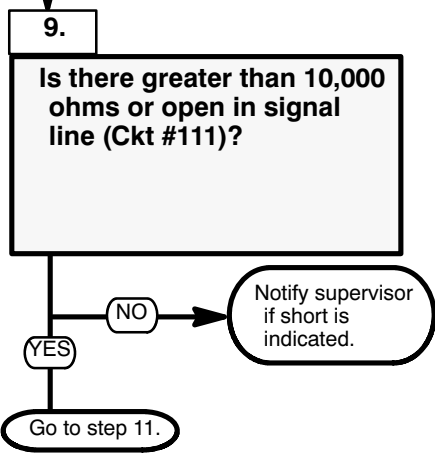 9.
Is there greater than 10,000
ohms or open in signal
line (Ckt #111)?
NO
Notify supervisor
if short is
indicated.
YES
Go to step 11.